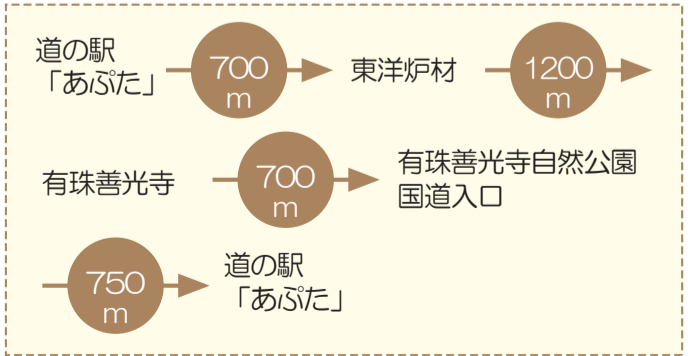 道の駅
「あぷた」
700
m
東洋炉材
1200
m
有珠善光寺
700
m
有珠善光寺自然公園
国道入口
750
m
道の駅
「あぷた」